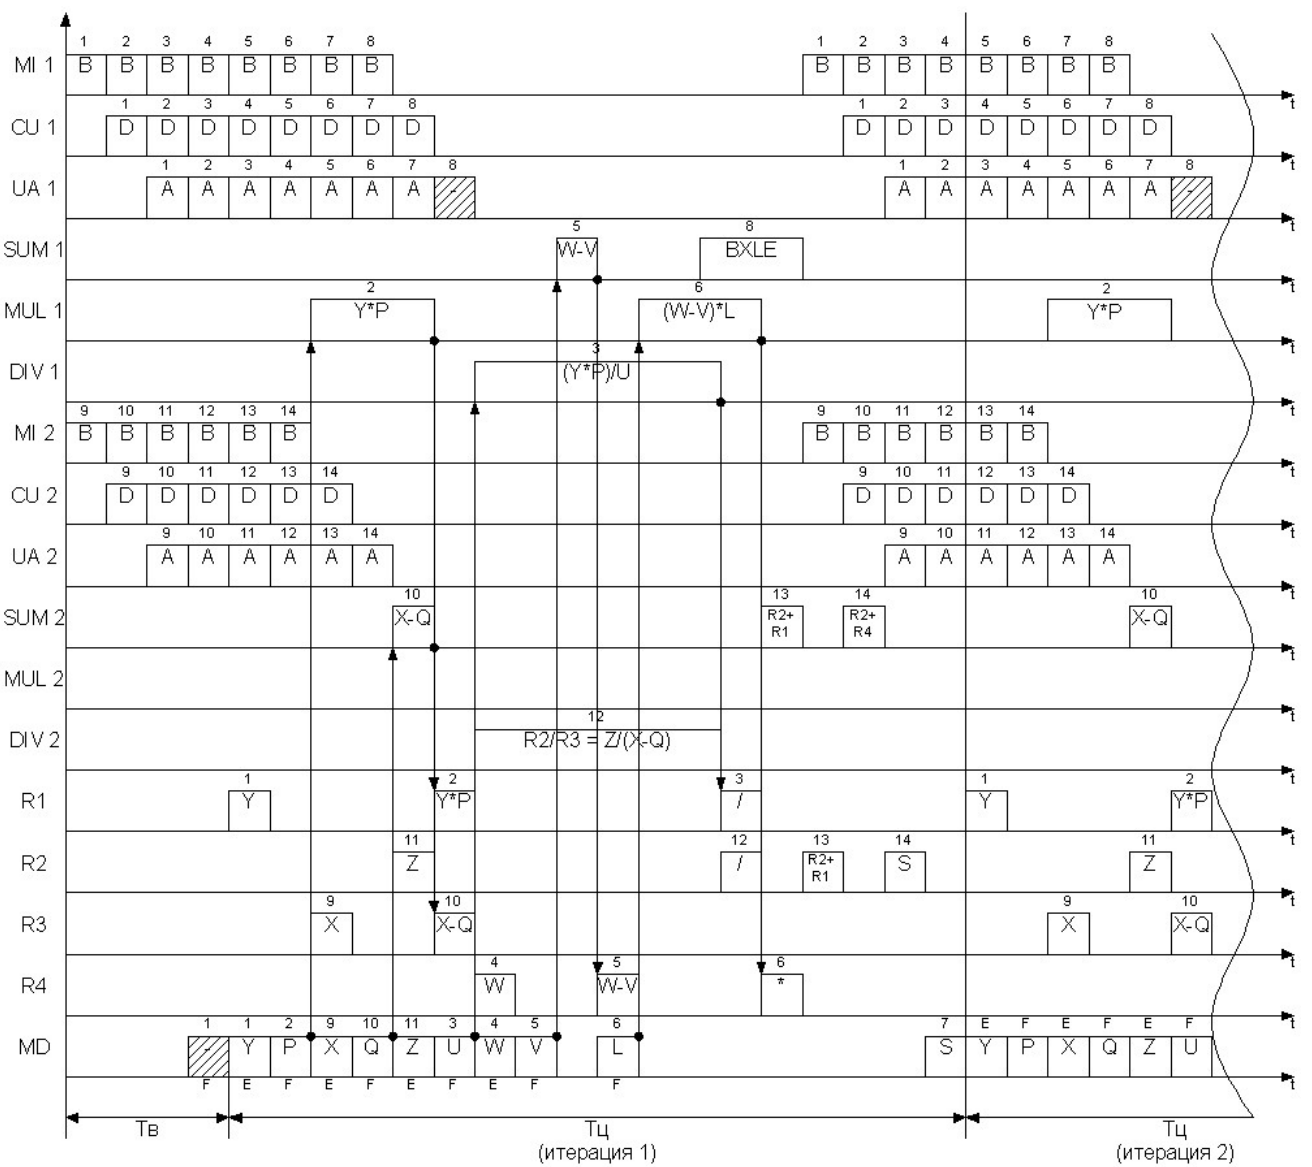 1 2 3 4 5 6 7 8 1 2 3 4 5 6 7 8
MI 1 B B B B B B B B B B B B B B B B
t
1 2 3 4 5 6 7 8 1 2 3 4 5 6 7 8
CU 1 D D D D D D D D D D D D D D D D
t
1 2 3 4 5 6 7 8 1 2 3 4 5 6 7 8
UA 1 A A A A A A A - A A A A A A A -
t
5 8
SUM 1 W-V BXLE
t
2 6 2
MUL 1 Y*P (W-V)*L Y*P
t
3
DIV 1 (Y*P)/U
t
9 10 11 12 13 14 9 10 11 12 13 14
MI 2 B B B B B B B B B B B B
t
9 10 11 12 13 14 9 10 11 12 13 14
CU 2 D D D D D D D D D D D D
t
9 10 11 12 13 14 9 10 11 12 13 14
UA 2 A A A A A A A A A A A A
t
10 13 14 10
SUM 2 X-Q R2+ R1 R2+ R4 X-Q
t
MUL 2
t
12
DIV 2 R2/R3 = Z/(X-Q)
t
1 2 3 1 2
R1 Y Y*P / Y Y*P
t
11 12 13 14 11
R2 Z / R2+ R1 S Z
t
9 10 9 10
R3 X X-Q X X-Q
t
4 5 6
R4 W W-V *
t
1 1 2 9 10 11 3 4 5 6 7 E F E F E F
MD - Y P X Q Z U W V L S Y P X Q Z U
t
F E F E F E F E F F
Tв Tц Tц
(итерация 1) (итерация 2)